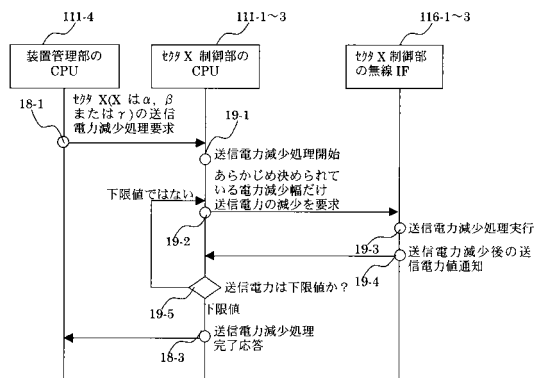 111-4
111-1～3
116-1～3
装置管理部の
CPU
セクタX 制御部の
CPU
セクタX 制御部
の無線 IF
18-1
セクタ X(X はα, β
またはγ)の送信
電力減少処理要求
19-1
送信電力減少処理開始
あらかじめ決められて
いる電力減少幅だけ
送信電力の減少を要求
下限値ではない
19-2
送信電力減少処理実行
19-3
送信電力減少後の送
信電力値通知
19-4
送信電力は下限値か？
19-5
下限値
送信電力減少処理
完了応答
18-3